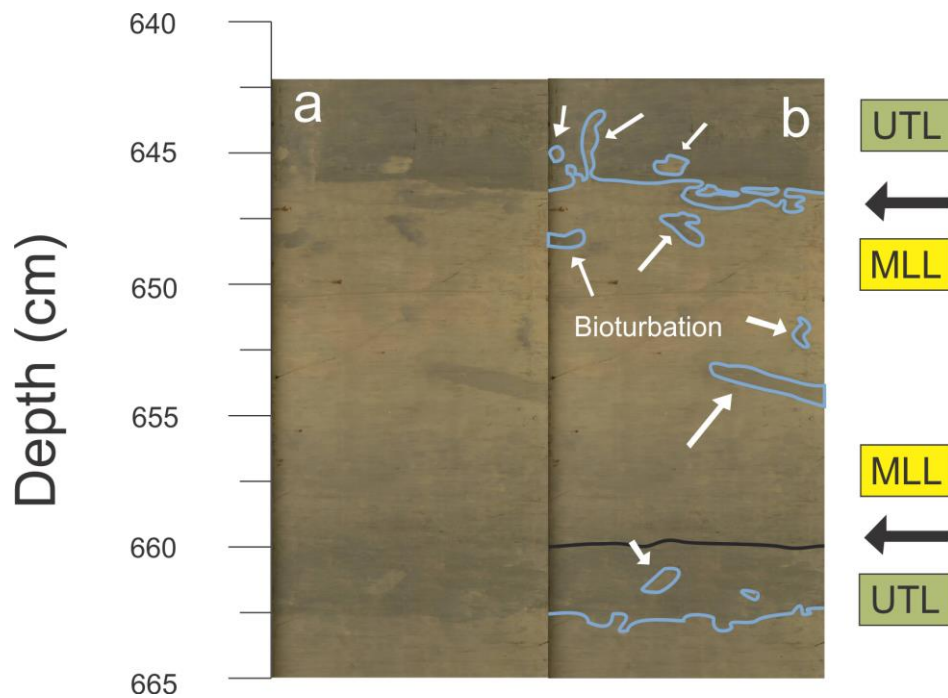 Depth (cm)
640
645
650
655
660
665
a
b
Bioturbation
UTL
MLL
MLL
UTL